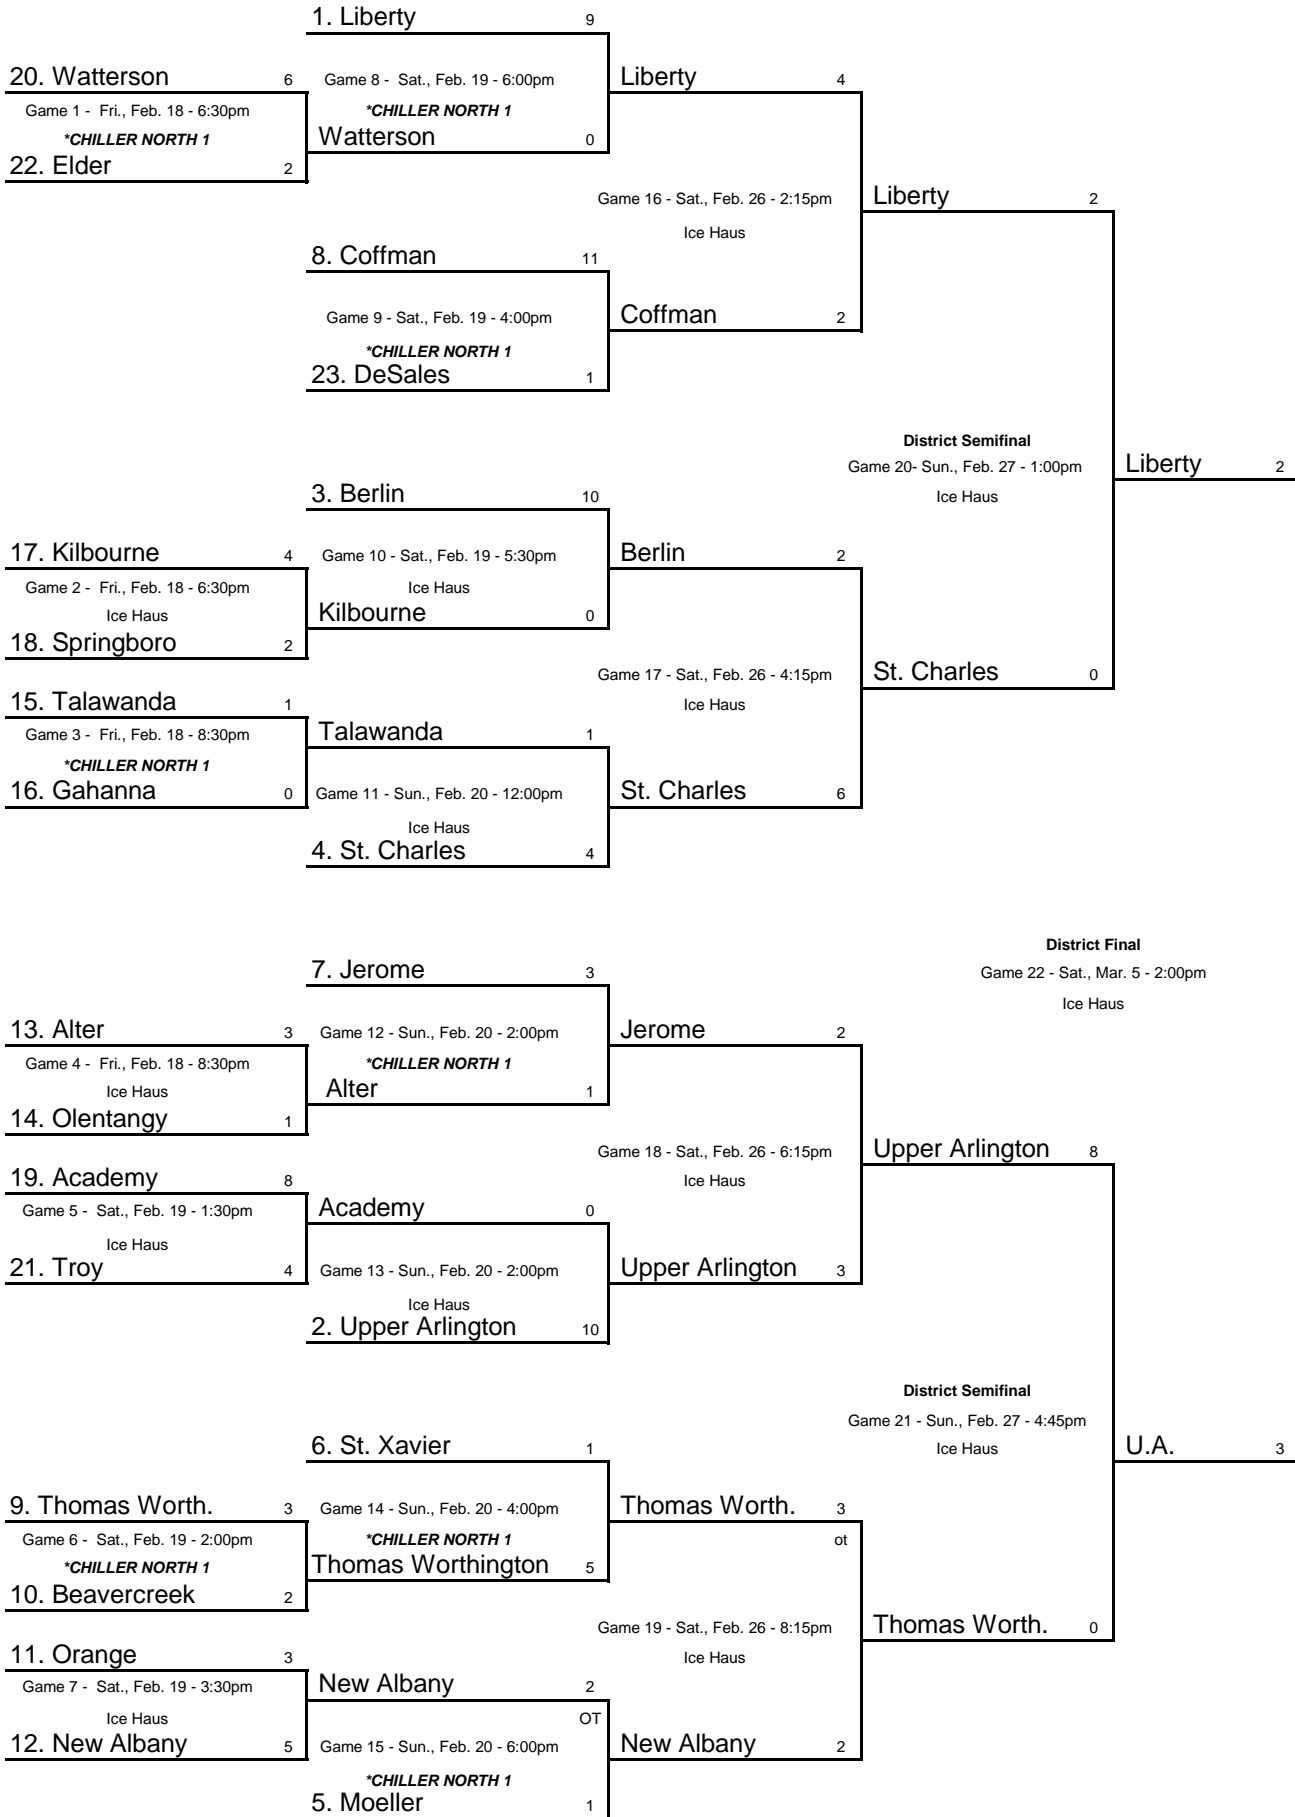 1. Liberty 9
20. Watterson 6
Game 8 - Sat., Feb. 19 - 6:00pm
Liberty 4
Game 1 - Fri., Feb. 18 - 6:30pm
*CHILLER NORTH 1
*CHILLER NORTH 1
Watterson 0
22. Elder 2
Game 16 - Sat., Feb. 26 - 2:15pm
Liberty 2
Ice Haus
8. Coffman 11
Game 9 - Sat., Feb. 19 - 4:00pm
Coffman 2
*CHILLER NORTH 1
23. DeSales 1
District Semifinal
Game 20- Sun., Feb. 27 - 1:00pm
Liberty 2
Ice Haus
3. Berlin 10
17. Kilbourne 4
Game 10 - Sat., Feb. 19 - 5:30pm
Berlin 2
Game 2 - Fri., Feb. 18 - 6:30pm
Ice Haus
Ice Haus
Kilbourne 0
18. Springboro 2
Game 17 - Sat., Feb. 26 - 4:15pm
St. Charles 0
Ice Haus
15. Talawanda 1
Game 3 - Fri., Feb. 18 - 8:30pm
Talawanda 1
*CHILLER NORTH 1
16. Gahanna 0
Game 11 - Sun., Feb. 20 - 12:00pm
St. Charles 6
Ice Haus
4. St. Charles 4
District Final
Game 22 - Sat., Mar. 5 - 2:00pm
Ice Haus
7. Jerome 3
13. Alter 3
Game 12 - Sun., Feb. 20 - 2:00pm
Jerome 2
Game 4 - Fri., Feb. 18 - 8:30pm
*CHILLER NORTH 1
Ice Haus
Alter 1
14. Olentangy 1
Game 18 - Sat., Feb. 26 - 6:15pm
Upper Arlington 8
Ice Haus
19. Academy 8
Game 5 - Sat., Feb. 19 - 1:30pm
Academy 0
Ice Haus
21. Troy 4
Game 13 - Sun., Feb. 20 - 2:00pm
Upper Arlington 3
Ice Haus
2. Upper Arlington 10
District Semifinal
Game 21 - Sun., Feb. 27 - 4:45pm
Ice Haus
U.A. 3
6. St. Xavier 1
9. Thomas Worth. 3
Game 14 - Sun., Feb. 20 - 4:00pm
Thomas Worth. 3
Game 6 - Sat., Feb. 19 - 2:00pm
*CHILLER NORTH 1
ot
*CHILLER NORTH 1
Thomas Worthington 5
10. Beavercreek 2
Game 19 - Sat., Feb. 26 - 8:15pm
Thomas Worth. 0
Ice Haus
11. Orange 3
Game 7 - Sat., Feb. 19 - 3:30pm
New Albany 2
Ice Haus
OT
12. New Albany 5
Game 15 - Sun., Feb. 20 - 6:00pm
New Albany 2
*CHILLER NORTH 1
5. Moeller 1